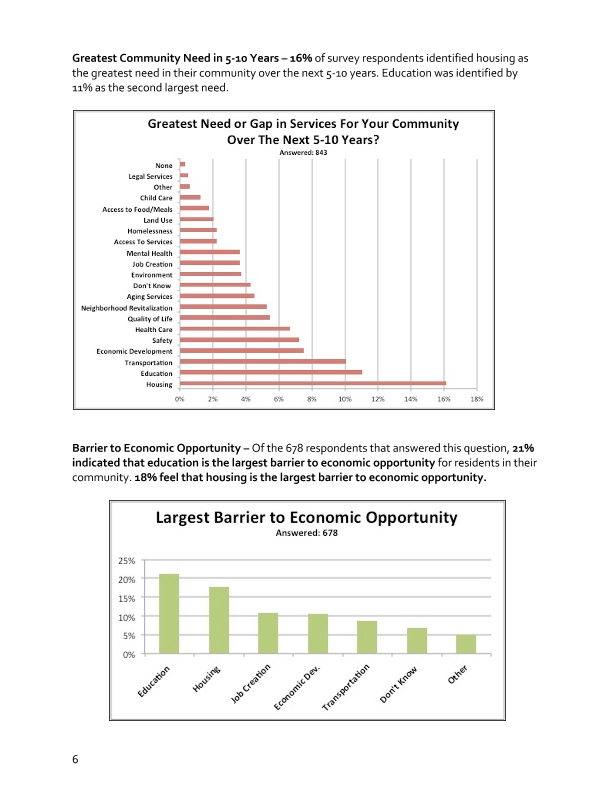 Greatest Community Need in 5-10 Years – 16% of survey respondents identified housing as
the greatest need in their community over the next 5-10 years. Education was identified by
11% as the second largest need.
Greatest Need or Gap in Services For Your Community
Over The Next 5-10 Years?
Answered: 843
None
Legal Services
Other
Child Care
Access to Food/Meals
Land Use
Homelessness
Access To Services
Mental Health
Job Creation
Environment
Don't Know
Aging Services
Neighborhood Revitalization
Quality of Life
Health Care
Safety
Economic Development
Transportation
Education
Housing
0% 2% 4% 6% 8% 10% 12% 14% 16% 18%
Barrier to Economic Opportunity – Of the 678 respondents that answered this question, 21%
indicated that education is the largest barrier to economic opportunity for residents in their
community. 18% feel that housing is the largest barrier to economic opportunity.
Largest Barrier to Economic Opportunity
Answered: 678
25%
20%
15%
10%
5%
0%
Education Housing Job Creation Economic Dev. Transportation Don't Know Other
6